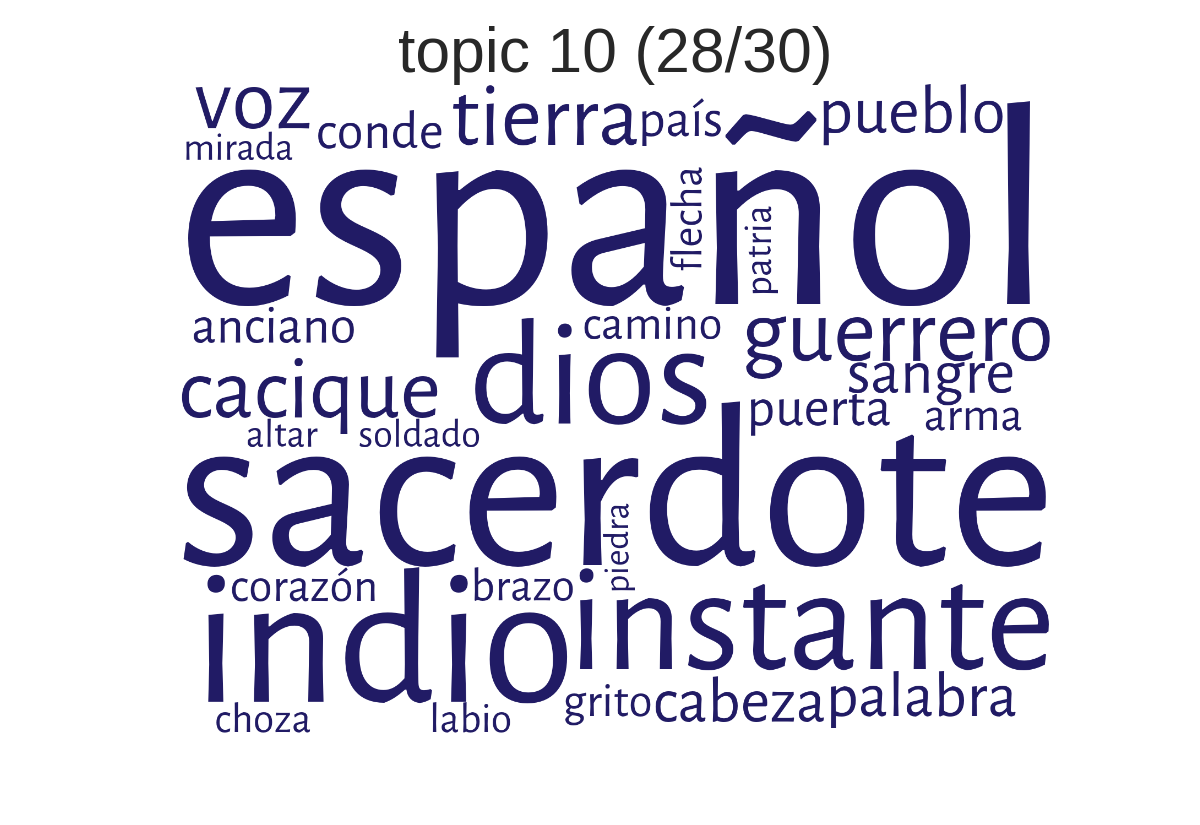 topic 10 (28/30)
voz conde tierra país pueblo
mirada
español
flecha
patria
anciano camino guerrero
cacique dios sangre
puerta arma
altar soldado
sacerdote
piedra
corazón brazo
indio instante
choza labio grito cabeza palabra